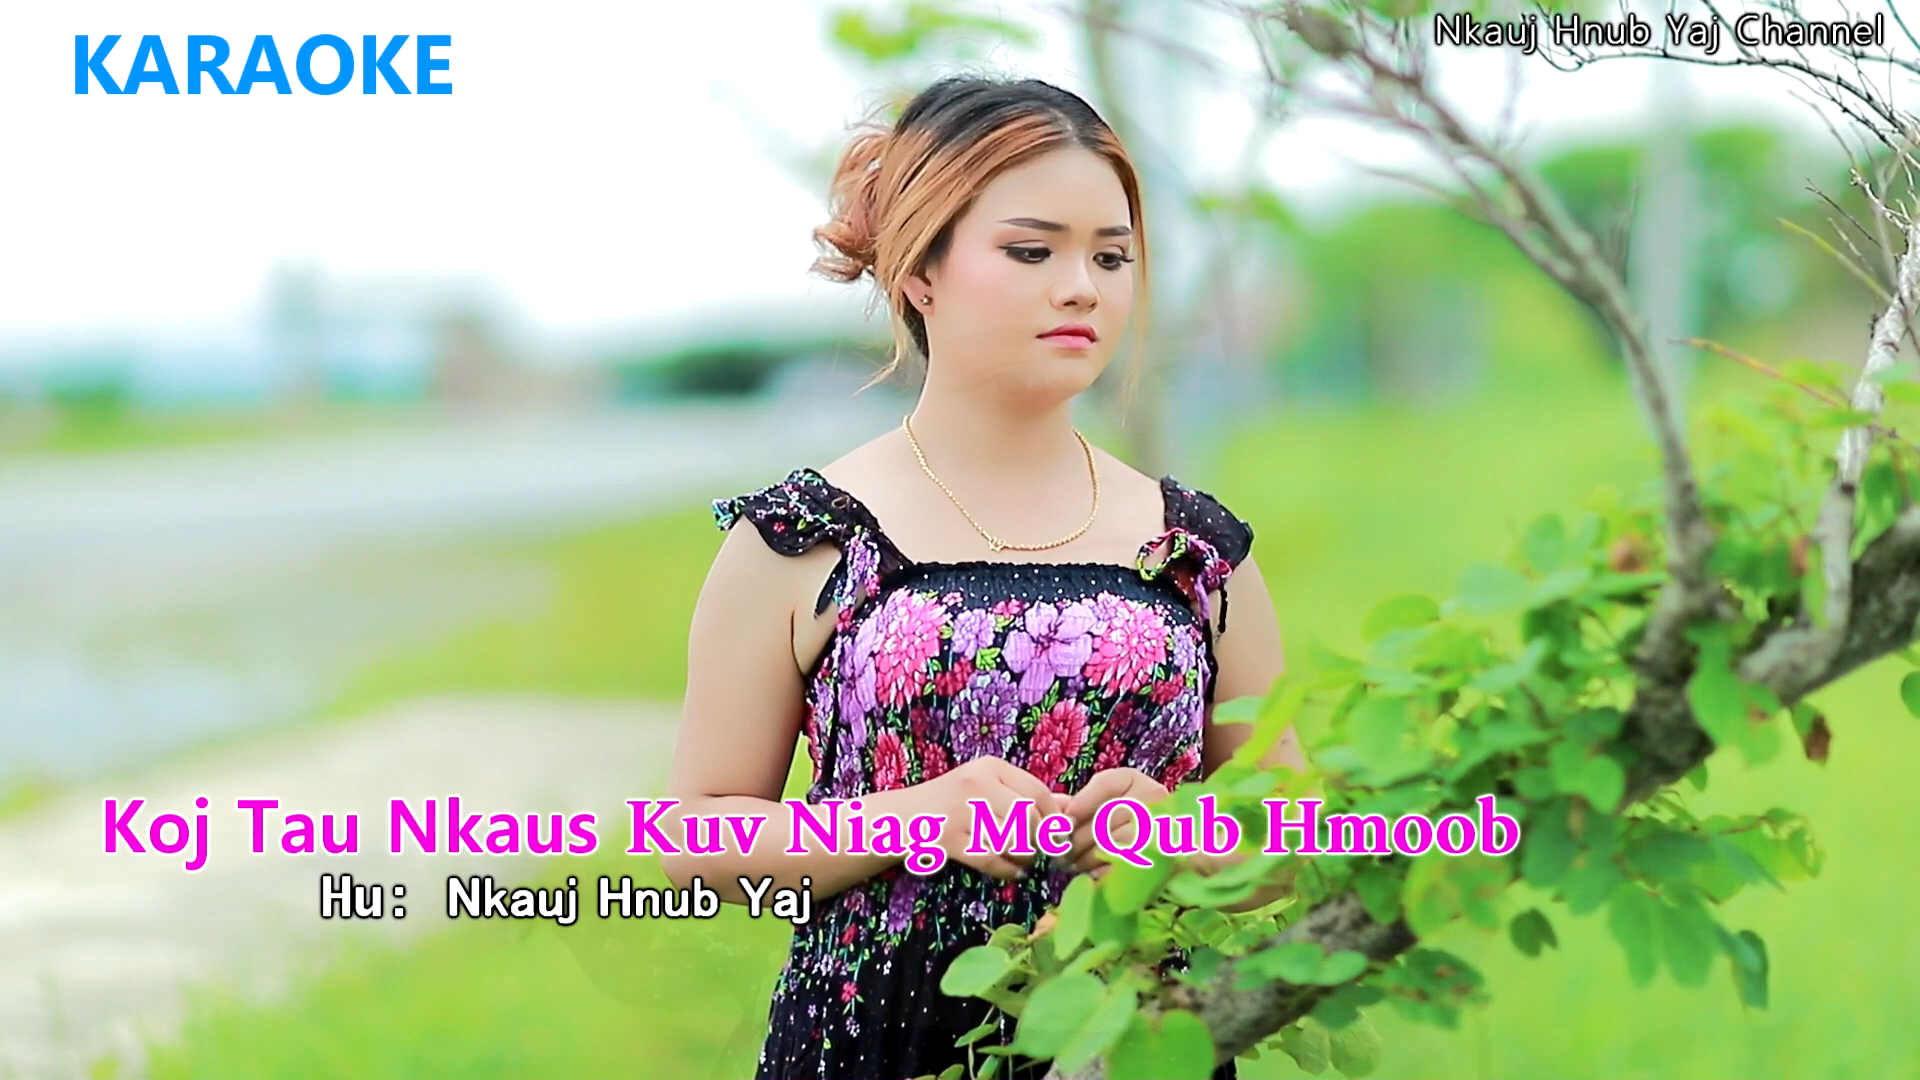 KARAOKE
Nkauj Hnub Yaj Channel
Koj Tau Nkaus Kuv Niag Me Qub Hmoob
Hu: Nkauj Hnub Yaj